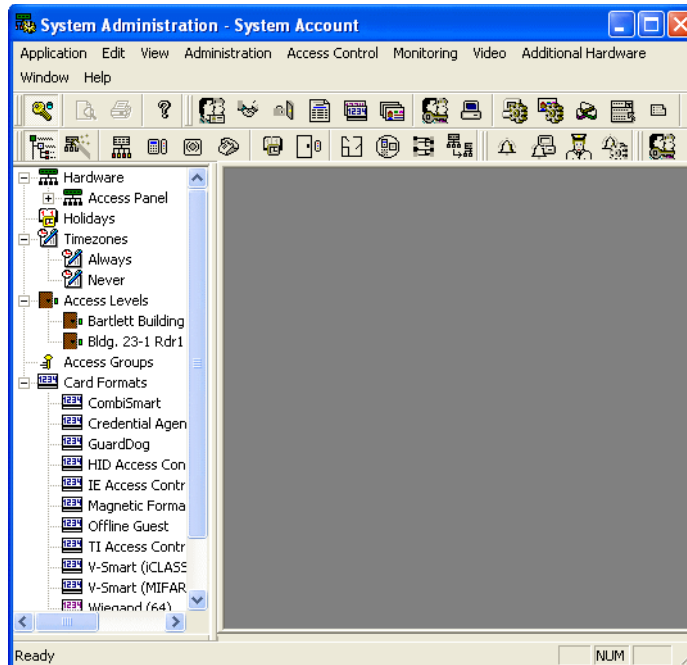 System Administration - System Account
Application Edit View Administration Access Control Monitoring Video Additional Hardware
Window Help
Hardware
Access Panel
Holidays
Timezones
Always
Never
Access Levels
Bartlett Building
Bldg. 23-1 Rdr1
Access Groups
Card Formats
CombiSmart
Credential Agen
GuardDog
HID Access Con
IE Access Contr
Magnetic Forma
Offline Guest
TI Access Contr
V-Smart (iCLASS
V-Smart (MIFAR
Wiegand (64)
Ready NUM